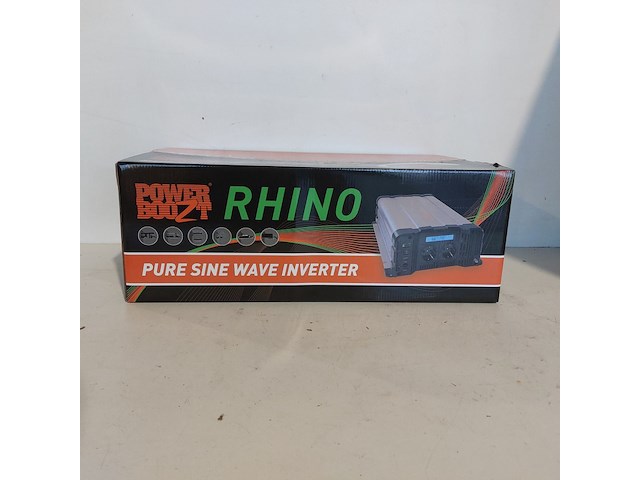 POWER
BOOZT
RHINO
PURE SINE WAVE INVERTER